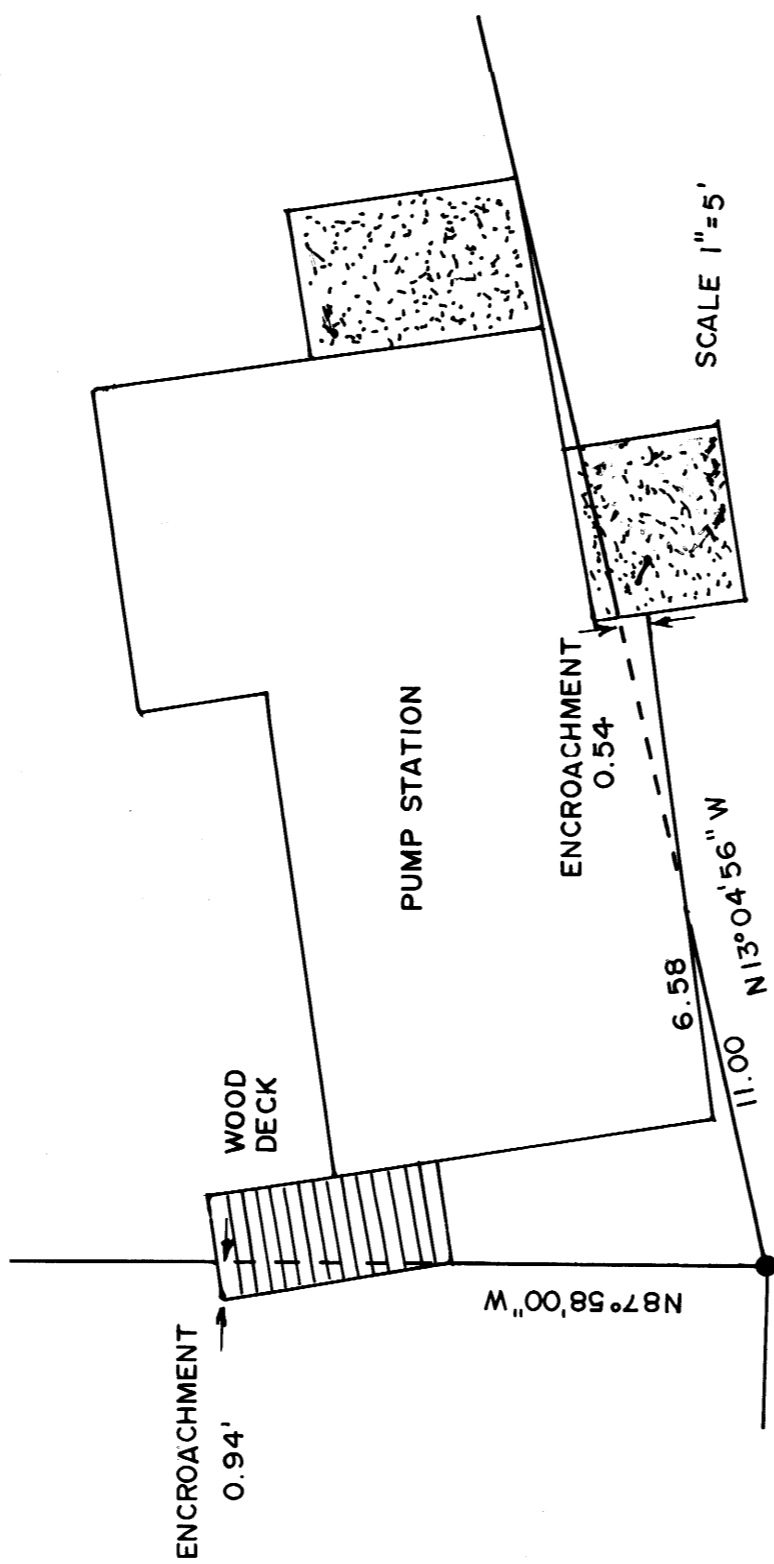 ENCROACHMENT
0.94'
WOOD
DECK
N87°58'00"W
PUMP STATION
ENCROACHMENT
0.54
6.58
11.00
N13°04'56"W
SCALE 1"=5'